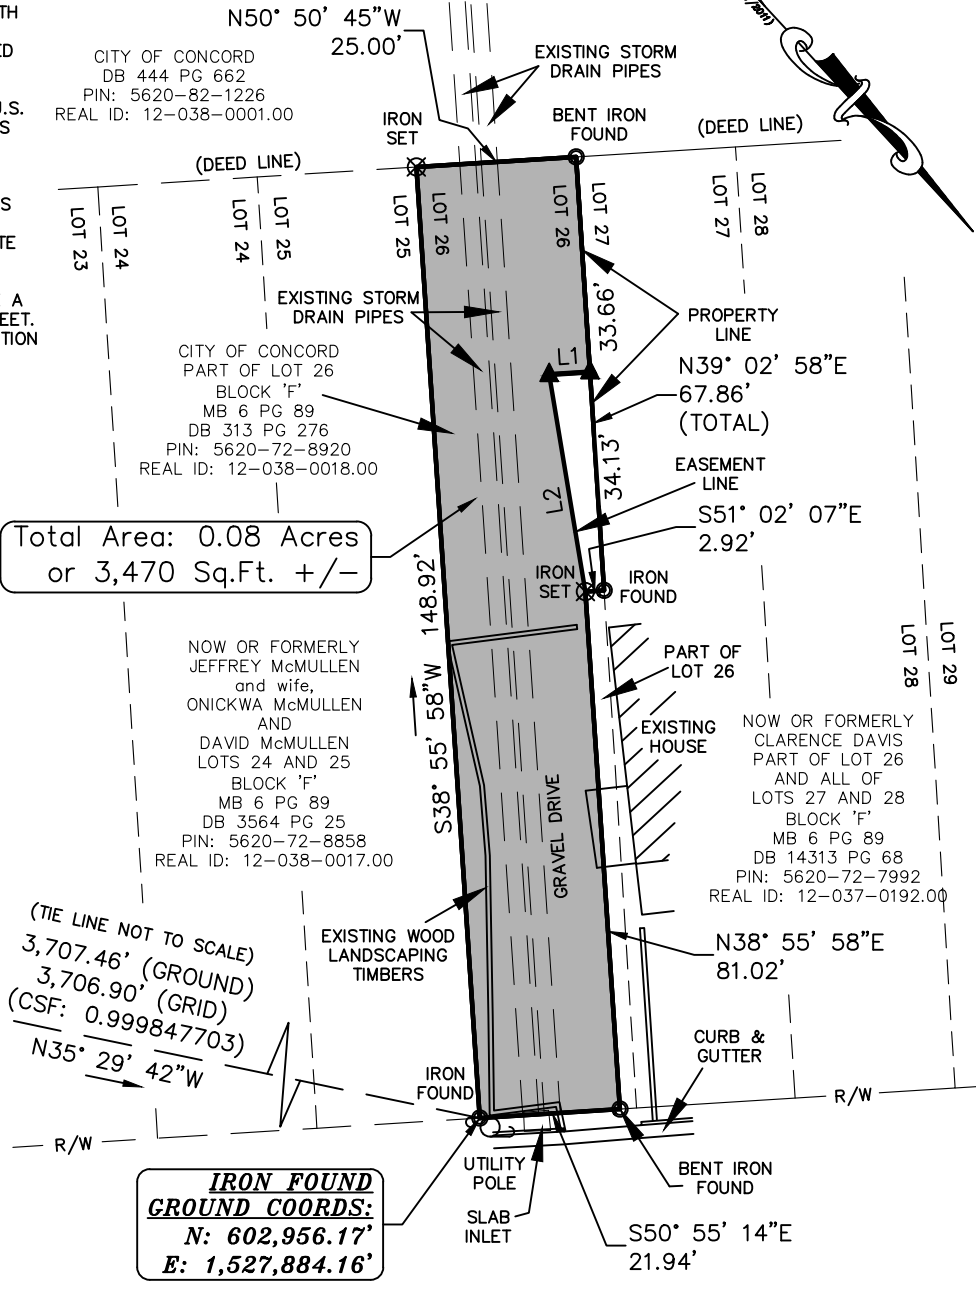 TH
ED
U.S.
S
S
TE
A
EET.
TION
N50° 50' 45"W
25.00'
CITY OF CONCORD
DB 444 PG 662
PIN: 5620-82-1226
REAL ID: 12-038-0001.00
EXISTING STORM
DRAIN PIPES
IRON
SET
BENT IRON
FOUND
(DEED LINE)
(DEED LINE)
LOT 23
LOT 24
LOT 24
LOT 25
LOT 25
LOT 26
LOT 26
LOT 27
LOT 27
LOT 28
EXISTING STORM
DRAIN PIPES
33.66'
PROPERTY
LINE
CITY OF CONCORD
PART OF LOT 26
BLOCK 'F'
MB 6 PG 89
DB 313 PG 276
PIN: 5620-72-8920
REAL ID: 12-038-0018.00
L1
N39° 02' 58"E
67.86'
(TOTAL)
34.13'
L2
EASEMENT
LINE
S51° 02' 07"E
2.92'
Total Area: 0.08 Acres
or 3,470 Sq.Ft. +/-
IRON
SET
IRON
FOUND
148.92'
S38° 55' 58"W
NOW OR FORMERLY
JEFFREY McMULLEN
and wife,
ONICKWA McMULLEN
AND
DAVID McMULLEN
LOTS 24 AND 25
BLOCK 'F'
MB 6 PG 89
DB 3564 PG 25
PIN: 5620-72-8858
REAL ID: 12-038-0017.00
PART OF
LOT 26
LOT 28
LOT 29
EXISTING
HOUSE
NOW OR FORMERLY
CLARENCE DAVIS
PART OF LOT 26
AND ALL OF
LOTS 27 AND 28
BLOCK 'F'
MB 6 PG 89
DB 14313 PG 68
PIN: 5620-72-7992
REAL ID: 12-037-0192.00
GRAVEL DRIVE
(TIE LINE NOT TO SCALE)
3,707.46' (GROUND)
3,706.90' (GRID)
(CSF: 0.999847703)
N35° 29' 42"W
EXISTING WOOD
LANDSCAPING
TIMBERS
N38° 55' 58"E
81.02'
CURB &
GUTTER
IRON
FOUND
R/W
R/W
UTILITY
POLE
BENT IRON
FOUND
IRON FOUND
GROUND COORDS:
N: 602,956.17'
E: 1,527,884.16'
SLAB
INLET
S50° 55' 14"E
21.94'